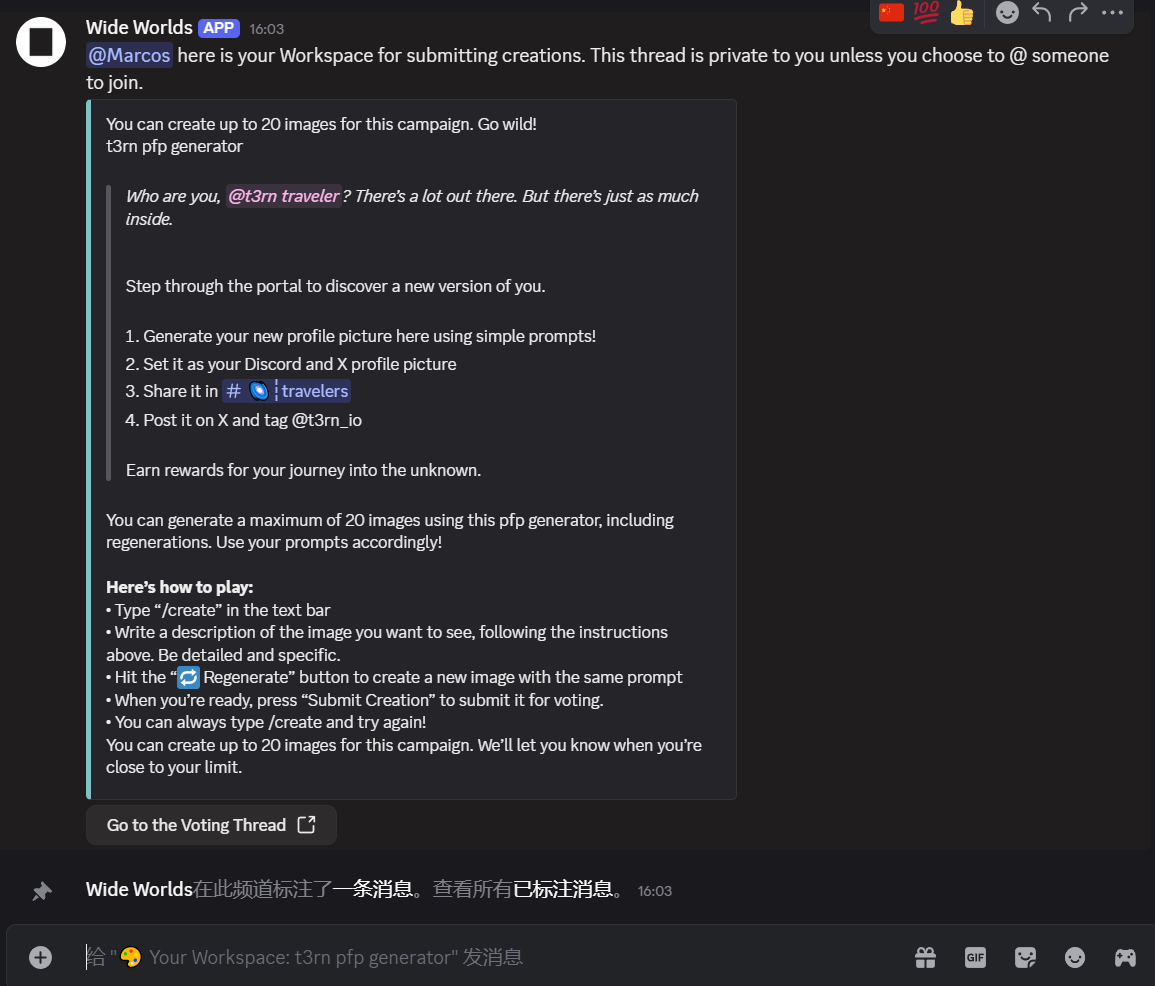 Wide Worlds APP 16:03
@Marcos here is your Workspace for submitting creations. This thread is private to you unless you choose to @ someone
to join.
You can create up to 20 images for this campaign. Go wild!
t3rn pfp generator
Who are you, @t3rn traveler? There's a lot out there. But there's just as much
inside.
Step through the portal to discover a new version of you.
1. Generate your new profile picture here using simple prompts!
2. Set it as your Discord and X profile picture
3. Share it in # 🌌┆travelers
4. Post it on X and tag @t3rn_io
Earn rewards for your journey into the unknown.
You can generate a maximum of 20 images using this pfp generator, including
regenerations. Use your prompts accordingly!
Here's how to play:
• Type “/create” in the text bar
• Write a description of the image you want to see, following the instructions
above. Be detailed and specific.
• Hit the “🔁 Regenerate” button to create a new image with the same prompt
• When you're ready, press “Submit Creation” to submit it for voting.
• You can always type /create and try again!
You can create up to 20 images for this campaign. We'll let you know when you're
close to your limit.
Go to the Voting Thread
Wide Worlds在此频道标注了一条消息。查看所有已标注消息。 16:03
给 "🎨 Your Workspace: t3rn pfp generator" 发消息
GIF